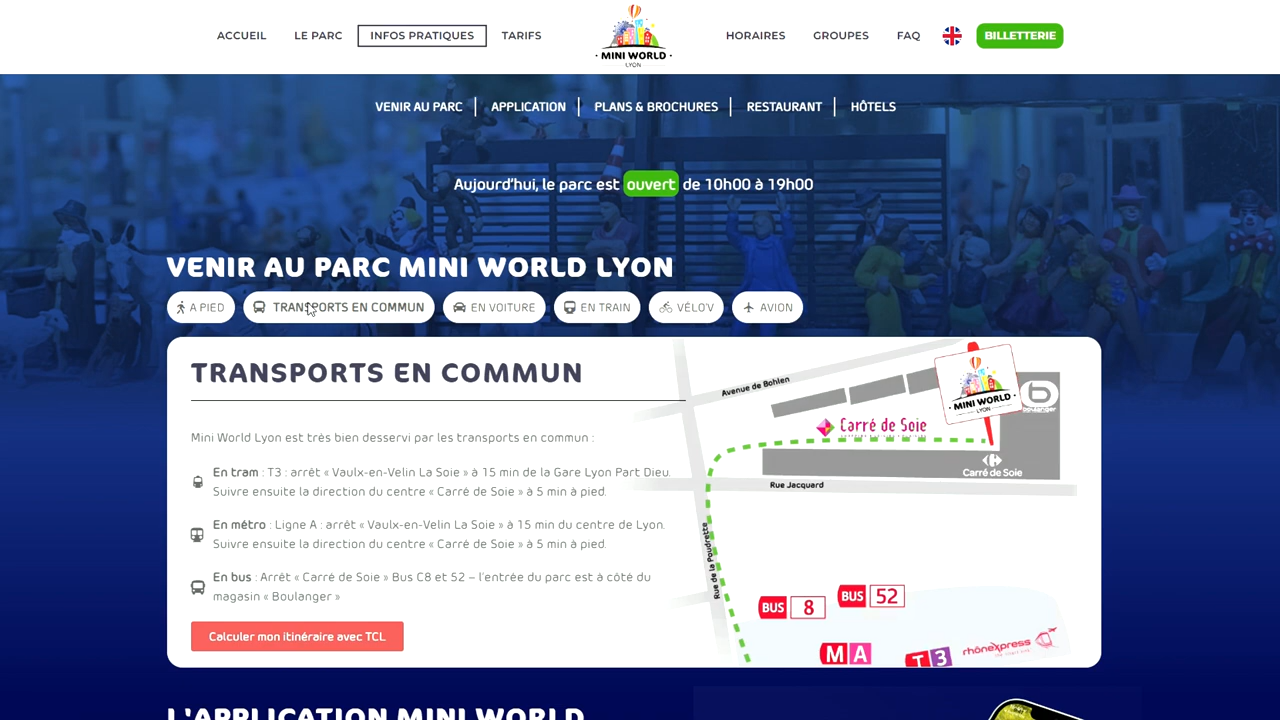 ACCUEIL LE PARC INFOS PRATIQUES TARIFS MINI WORLD LYON HORAIRES GROUPES FAQ BILLETTERIE
VENIR AU PARC APPLICATION PLANS & BROCHURES RESTAURANT HÔTELS
Aujourd'hui, le parc est ouvert de 10h00 à 19h00
VENIR AU PARC MINI WORLD LYON
À PIED TRANSPORTS EN COMMUN EN VOITURE EN TRAIN VÉLO'V AVION
TRANSPORTS EN COMMUN
Mini World Lyon est très bien desservi par les transports en commun :
En tram : T3 : arrêt « Vaulx-en-Velin La Soie » à 15 min de la Gare Lyon Part Dieu.
Suivre ensuite la direction du centre « Carré de Soie » à 5 min à pied.
En métro : Ligne A : arrêt « Vaulx-en-Velin La Soie » à 15 min du centre de Lyon.
Suivre ensuite la direction du centre « Carré de Soie » à 5 min à pied.
En bus : Arrêt « Carré de Soie » Bus C8 et 52 – l'entrée du parc est à côté du
magasin « Boulanger »
Calculer mon itinéraire avec TCL
Avenue de Bohlen
MINI WORLD
LYON
b
boulanger
Carré de Soie
Carré de Soie
Rue Jacquard
Rue de la Poudrette
BUS 8
BUS 52
M A
T3
rhônexpress
L'APPLICATION MINI WORLD